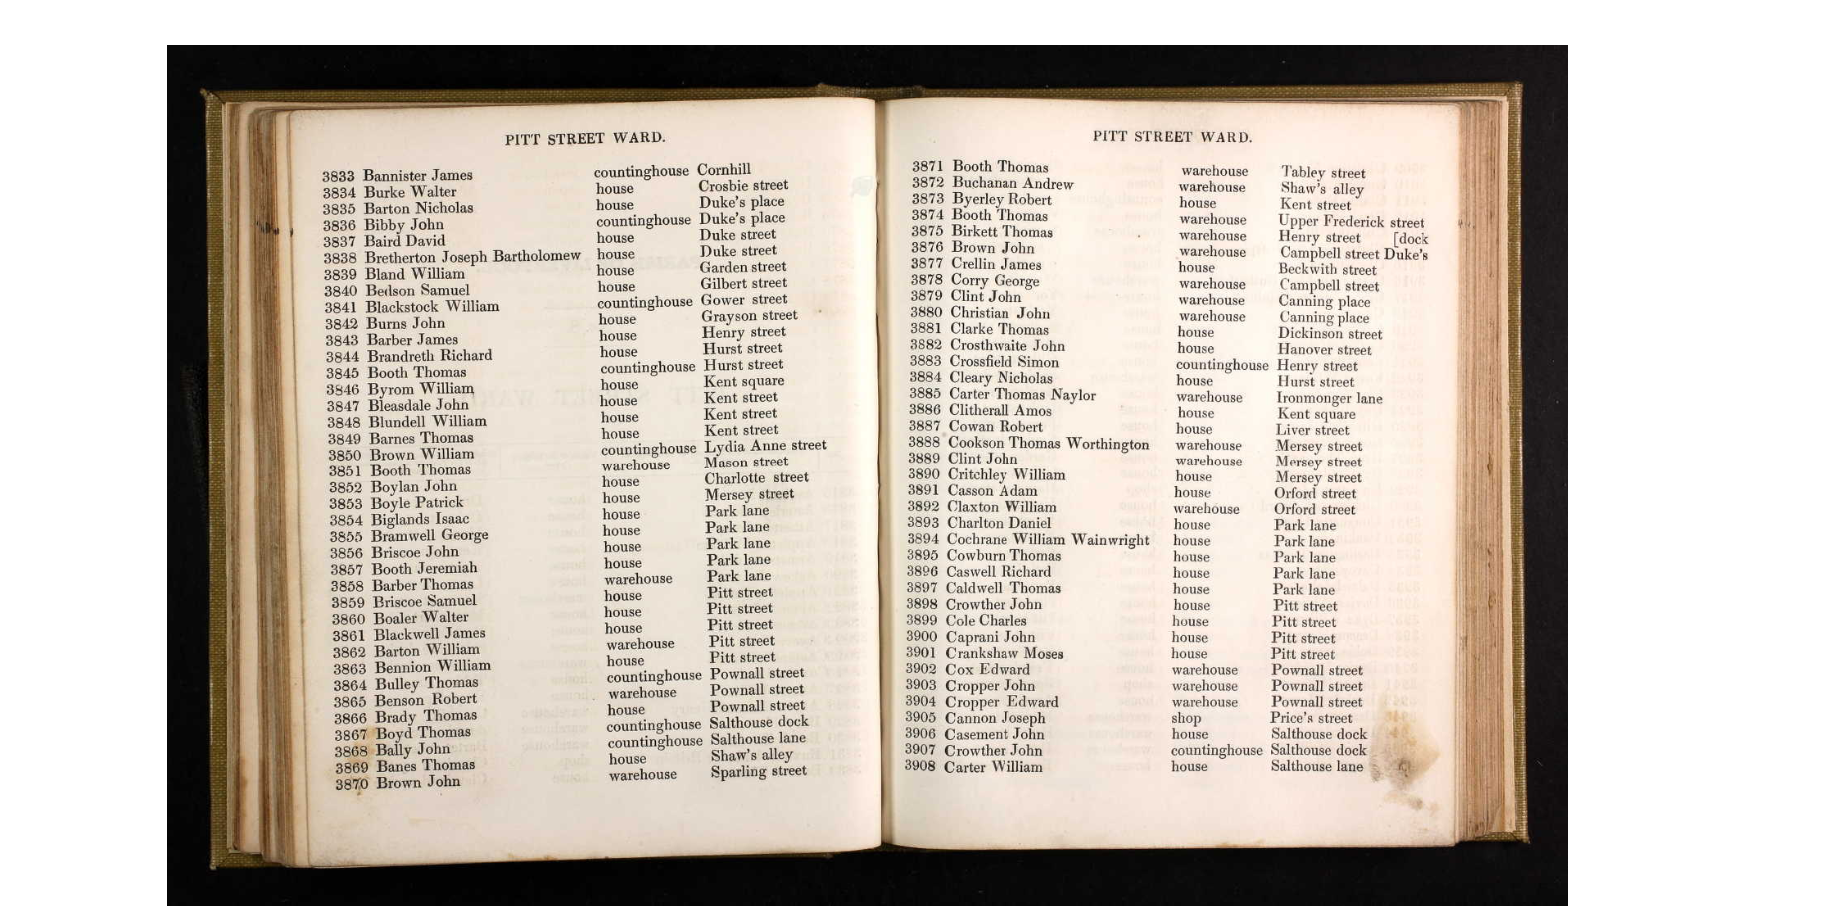 PITT STREET WARD.
3833 Bannister James countinghouse Cornhill
3834 Burke Walter house Crosbie street
3835 Barton Nicholas house Duke's place
3836 Bibby John countinghouse Duke's place
3837 Baird David house Duke street
3838 Bretherton Joseph Bartholomew house Duke street
3839 Bland William house Garden street
3840 Bedson Samuel house Gilbert street
3841 Blackstock William countinghouse Gower street
3842 Burns John house Grayson street
3843 Barber James house Henry street
3844 Brandreth Richard house Hurst street
3845 Booth Thomas countinghouse Hurst street
3846 Byrom William house Kent square
3847 Bleasdale John house Kent street
3848 Blundell William house Kent street
3849 Barnes Thomas house Kent street
3850 Brown William countinghouse Lydia Anne street
3851 Booth Thomas warehouse Mason street
3852 Boylan John house Charlotte street
3853 Boyle Patrick house Mersey street
3854 Biglands Isaac house Park lane
3855 Bramwell George house Park lane
3856 Briscoe John house Park lane
3857 Booth Jeremiah house Park lane
3858 Barber Thomas warehouse Park lane
3859 Briscoe Samuel house Pitt street
3860 Boaler Walter house Pitt street
3861 Blackwell James house Pitt street
3862 Barton William warehouse Pitt street
3863 Bennion William house Pitt street
3864 Bulley Thomas countinghouse Pownall street
3865 Benson Robert warehouse Pownall street
3866 Brady Thomas house Pownall street
3867 Boyd Thomas countinghouse Salthouse dock
3868 Bally John countinghouse Salthouse lane
3869 Banes Thomas house Shaw's alley
3870 Brown John warehouse Sparling street
PITT STREET WARD.
3871 Booth Thomas warehouse Tabley street
3872 Buchanan Andrew warehouse Shaw's alley
3873 Byerley Robert house Kent street
3874 Booth Thomas warehouse Upper Frederick street
3875 Birkett Thomas warehouse Henry street [dock
3876 Brown John warehouse Campbell street Duke's
3877 Crellin James house Beckwith street
3878 Corry George warehouse Campbell street
3879 Clint John warehouse Canning place
3880 Christian John warehouse Canning place
3881 Clarke Thomas house Dickinson street
3882 Crosthwaite John house Hanover street
3883 Crossfield Simon countinghouse Henry street
3884 Cleary Nicholas house Hurst street
3885 Carter Thomas Naylor warehouse Ironmonger lane
3886 Clitherall Amos house Kent square
3887 Cowan Robert house Liver street
3888 Cookson Thomas Worthington warehouse Mersey street
3889 Clint John warehouse Mersey street
3890 Critchley William house Mersey street
3891 Casson Adam house Orford street
3892 Claxton William warehouse Orford street
3893 Charlton Daniel house Park lane
3894 Cochrane William Wainwright house Park lane
3895 Cowburn Thomas house Park lane
3896 Caswell Richard house Park lane
3897 Caldwell Thomas house Park lane
3898 Crowther John house Pitt street
3899 Cole Charles house Pitt street
3900 Caprani John house Pitt street
3901 Crankshaw Moses house Pitt street
3902 Cox Edward warehouse Pownall street
3903 Cropper John warehouse Pownall street
3904 Cropper Edward warehouse Pownall street
3905 Cannon Joseph shop Price's street
3906 Casement John house Salthouse dock
3907 Crowther John countinghouse Salthouse dock
3908 Carter William house Salthouse lane